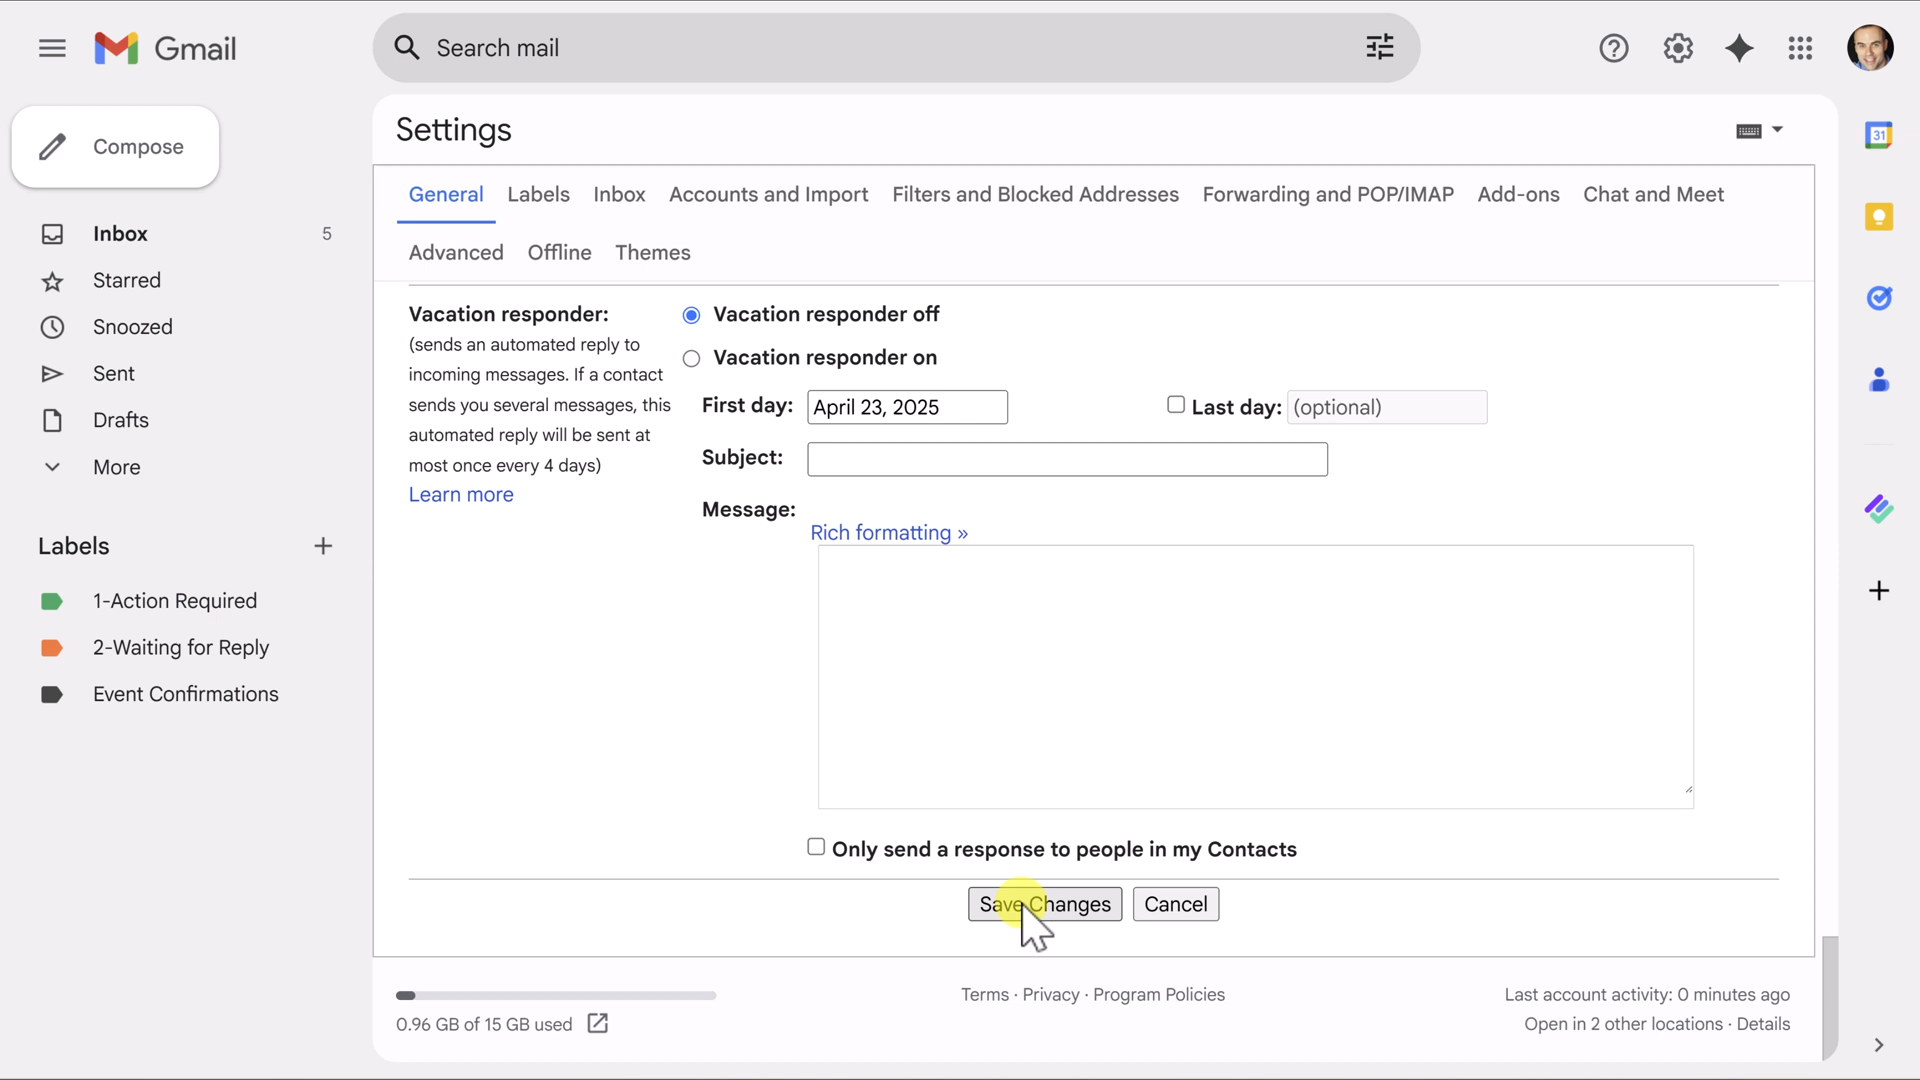 Gmail
Search mail
Compose
Inbox 5
Starred
Snoozed
Sent
Drafts
More
Labels
1-Action Required
2-Waiting for Reply
Event Confirmations
Settings
General Labels Inbox Accounts and Import Filters and Blocked Addresses Forwarding and POP/IMAP Add-ons Chat and Meet
Advanced Offline Themes
Vacation responder:
(sends an automated reply to
incoming messages. If a contact
sends you several messages, this
automated reply will be sent at
most once every 4 days)
Learn more
Vacation responder off
Vacation responder on
First day: April 23, 2025 Last day: (optional)
Subject:
Message:
Rich formatting »
Only send a response to people in my Contacts
Save Changes Cancel
0.96 GB of 15 GB used
Terms · Privacy · Program Policies
Last account activity: 0 minutes ago
Open in 2 other locations · Details
31